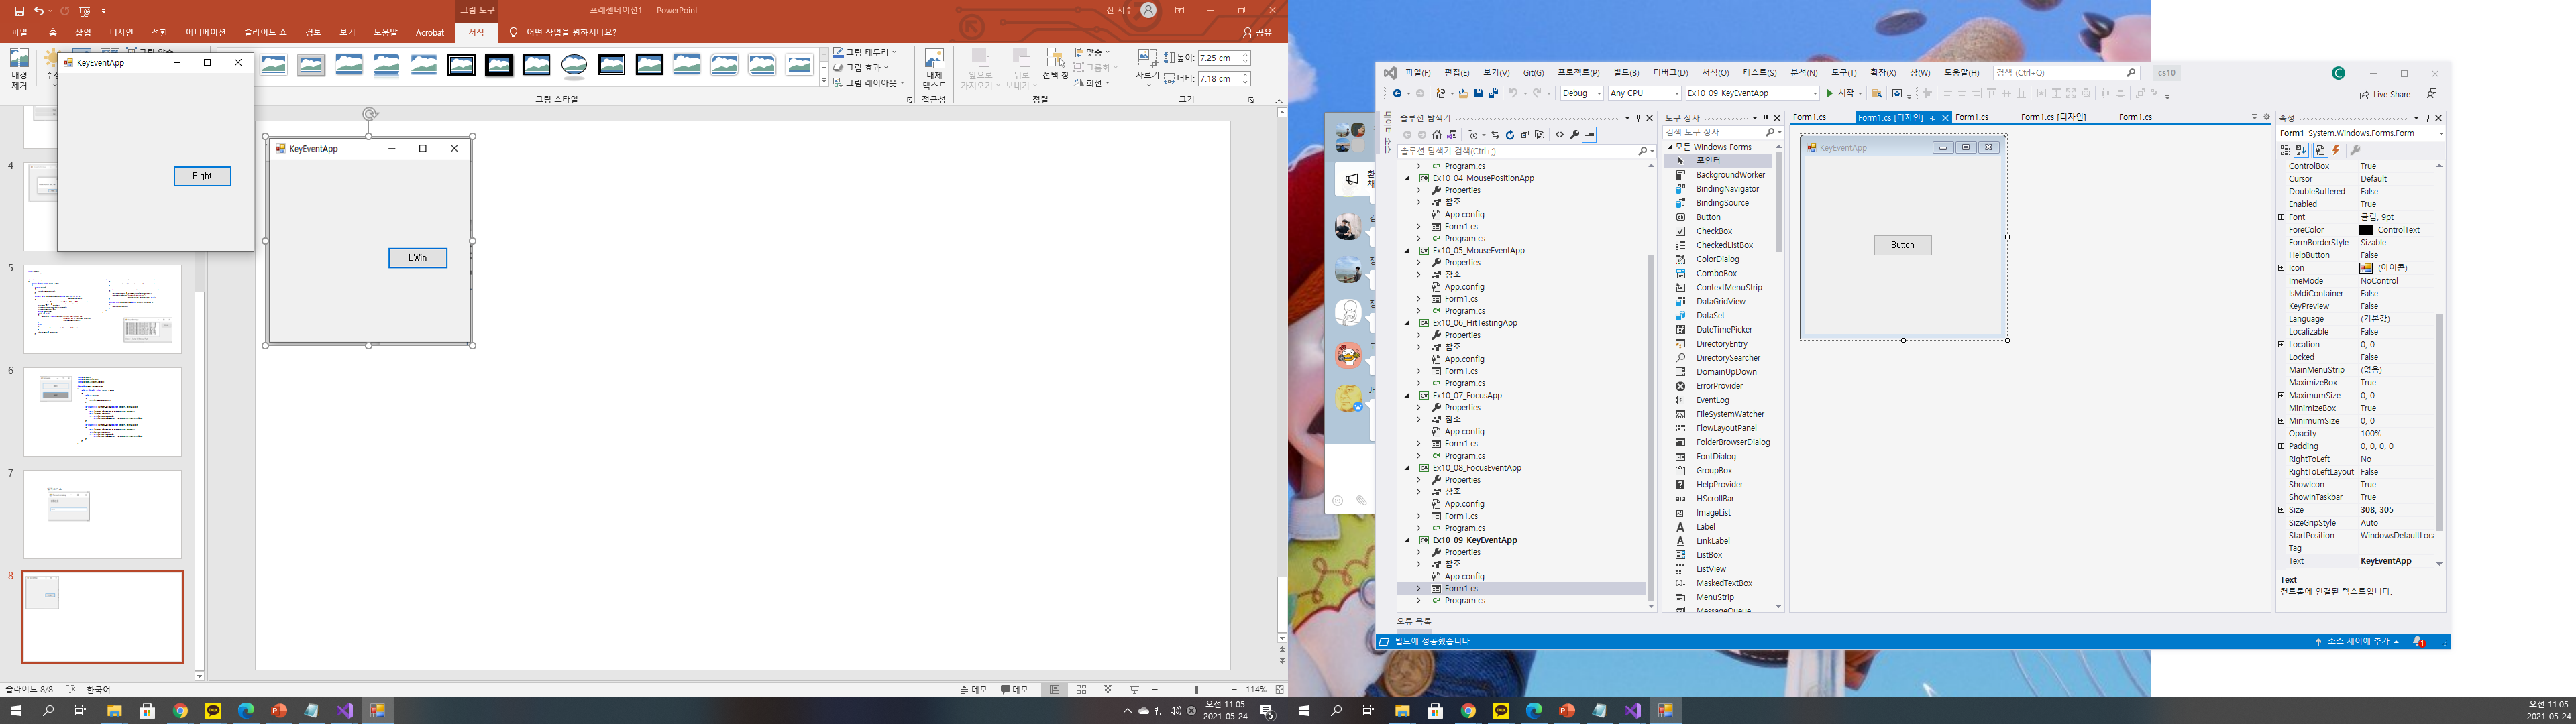 그림 도구
프레젠테이션1 - PowerPoint
신 지수
파일 홈 삽입 디자인 전환 애니메이션 슬라이드 쇼 검토 보기 도움말 Acrobat 서식 어떤 작업을 원하시나요? 공유
배경
제거
그림 테두리
그림 효과
그림 레이아웃
그림 스타일
대체
텍스트
접근성
앞으로
가져오기
뒤로
보내기
선택 창
맞춤
그룹화
회전
정렬
자르기
높이: 7.25 cm
너비: 7.18 cm
크기
KeyEventApp
Right
KeyEventApp
LWin
4
5
6
7
8
슬라이드 8/8 한국어
메모 메모 114%
오전 11:05
2021-05-24
5
파일(F) 편집(E) 보기(V) Git(G) 프로젝트(P) 빌드(B) 디버그(D) 서식(O) 테스트(S) 분석(N) 도구(T) 확장(X) 창(W) 도움말(H) 검색 (Ctrl+Q) cs10
Debug Any CPU Ex10_09_KeyEventApp 시작
Live Share
데이터 소스
솔루션 탐색기
솔루션 탐색기 검색(Ctrl+;)
Program.cs
Ex10_04_MousePositionApp
Properties
참조
App.config
Form1.cs
Program.cs
Ex10_05_MouseEventApp
Properties
참조
App.config
Form1.cs
Program.cs
Ex10_06_HitTestingApp
Properties
참조
App.config
Form1.cs
Program.cs
Ex10_07_FocusApp
Properties
참조
App.config
Form1.cs
Program.cs
Ex10_08_FocusEventApp
Properties
참조
App.config
Form1.cs
Program.cs
Ex10_09_KeyEventApp
Properties
참조
App.config
Form1.cs
Program.cs
도구 상자
검색 도구 상자
모든 Windows Forms
포인터
BackgroundWorker
BindingNavigator
BindingSource
Button
CheckBox
CheckedListBox
ColorDialog
ComboBox
ContextMenuStrip
DataGridView
DataSet
DateTimePicker
DirectoryEntry
DirectorySearcher
DomainUpDown
ErrorProvider
EventLog
FileSystemWatcher
FlowLayoutPanel
FolderBrowserDialog
FontDialog
GroupBox
HelpProvider
HScrollBar
ImageList
Label
LinkLabel
ListBox
ListView
MaskedTextBox
MenuStrip
MessageQueue
Form1.cs Form1.cs [디자인] Form1.cs Form1.cs [디자인] Form1.cs
KeyEventApp
Button
속성
Form1 System.Windows.Forms.Form
ControlBox True
Cursor Default
DoubleBuffered False
Enabled True
Font 굴림, 9pt
ForeColor ControlText
FormBorderStyle Sizable
HelpButton False
Icon (아이콘)
ImeMode NoControl
IsMdiContainer False
KeyPreview False
Language (기본값)
Localizable False
Location 0, 0
Locked False
MainMenuStrip (없음)
MaximizeBox True
MaximumSize 0, 0
MinimizeBox True
MinimumSize 0, 0
Opacity 100%
Padding 0, 0, 0, 0
RightToLeft No
RightToLeftLayout False
ShowIcon True
ShowInTaskbar True
Size 308, 305
SizeGripStyle Auto
StartPosition WindowsDefaultLoc
Tag
Text KeyEventApp
Text
컨트롤에 연결된 텍스트입니다.
오류 목록
빌드에 성공했습니다.
소스 제어에 추가
1
오전 11:05
2021-05-24